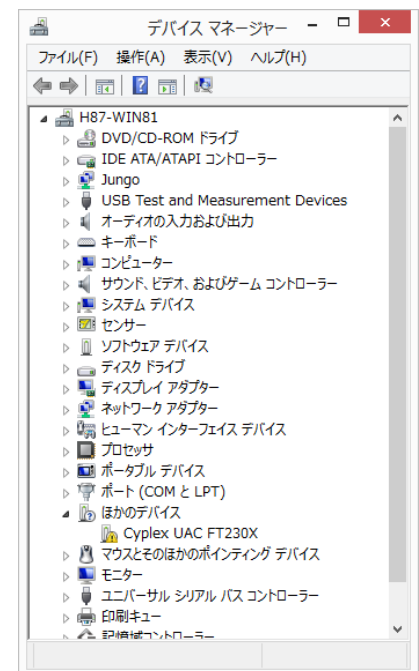 デバイス マネージャー
ファイル(F) 操作(A) 表示(V) ヘルプ(H)
H87-WIN81
DVD/CD-ROM ドライブ
IDE ATA/ATAPI コントローラー
Jungo
USB Test and Measurement Devices
オーディオの入力および出力
キーボード
コンピューター
サウンド、ビデオ、およびゲーム コントローラー
システム デバイス
センサー
ソフトウェア デバイス
ディスク ドライブ
ディスプレイ アダプター
ネットワーク アダプター
ヒューマン インターフェイス デバイス
プロセッサ
ポータブル デバイス
ポート (COM と LPT)
ほかのデバイス
Cyplex UAC FT230X
マウスとそのほかのポインティング デバイス
モニター
ユニバーサル シリアル バス コントローラー
印刷キュー
記憶域コントローラー